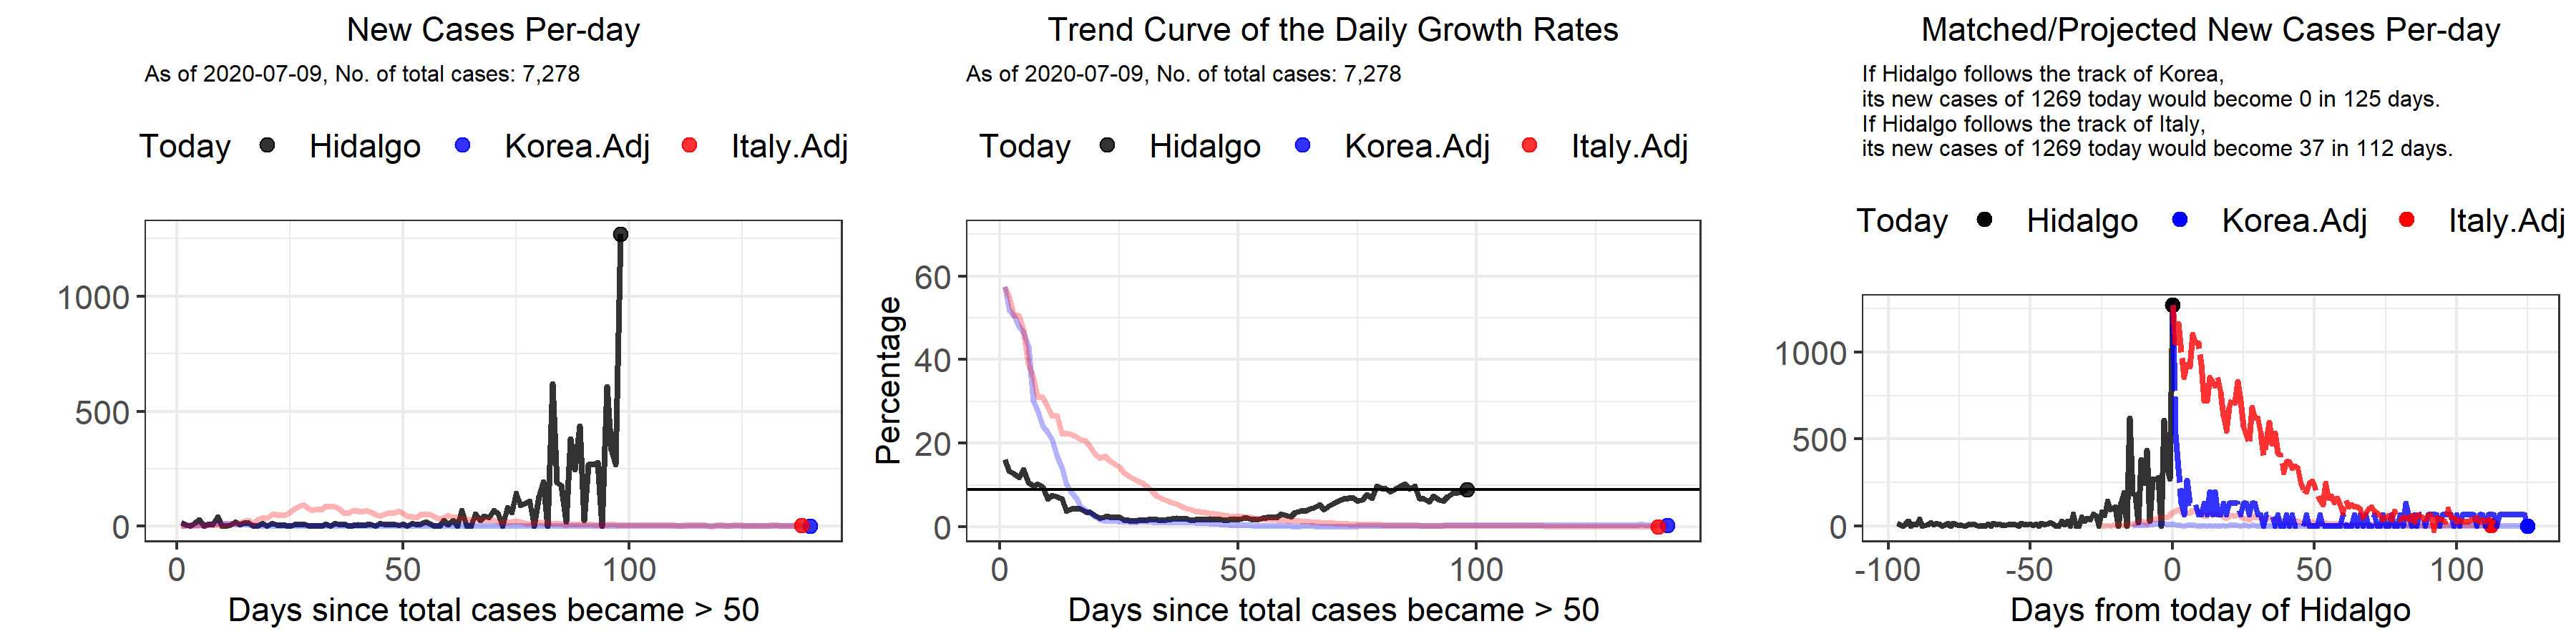 New Cases Per-day
As of 2020-07-09, No. of total cases: 7,278
Today Hidalgo Korea.Adj Italy.Adj
1000
500
0
0 50 100
Days since total cases became > 50
Trend Curve of the Daily Growth Rates
As of 2020-07-09, No. of total cases: 7,278
Today Hidalgo Korea.Adj Italy.Adj
Percentage
60
40
20
0
0 50 100
Days since total cases became > 50
Matched/Projected New Cases Per-day
If Hidalgo follows the track of Korea,
its new cases of 1269 today would become 0 in 125 days.
If Hidalgo follows the track of Italy,
its new cases of 1269 today would become 37 in 112 days.
Today Hidalgo Korea.Adj Italy.Adj
1000
500
0
-100 -50 0 50 100
Days from today of Hidalgo